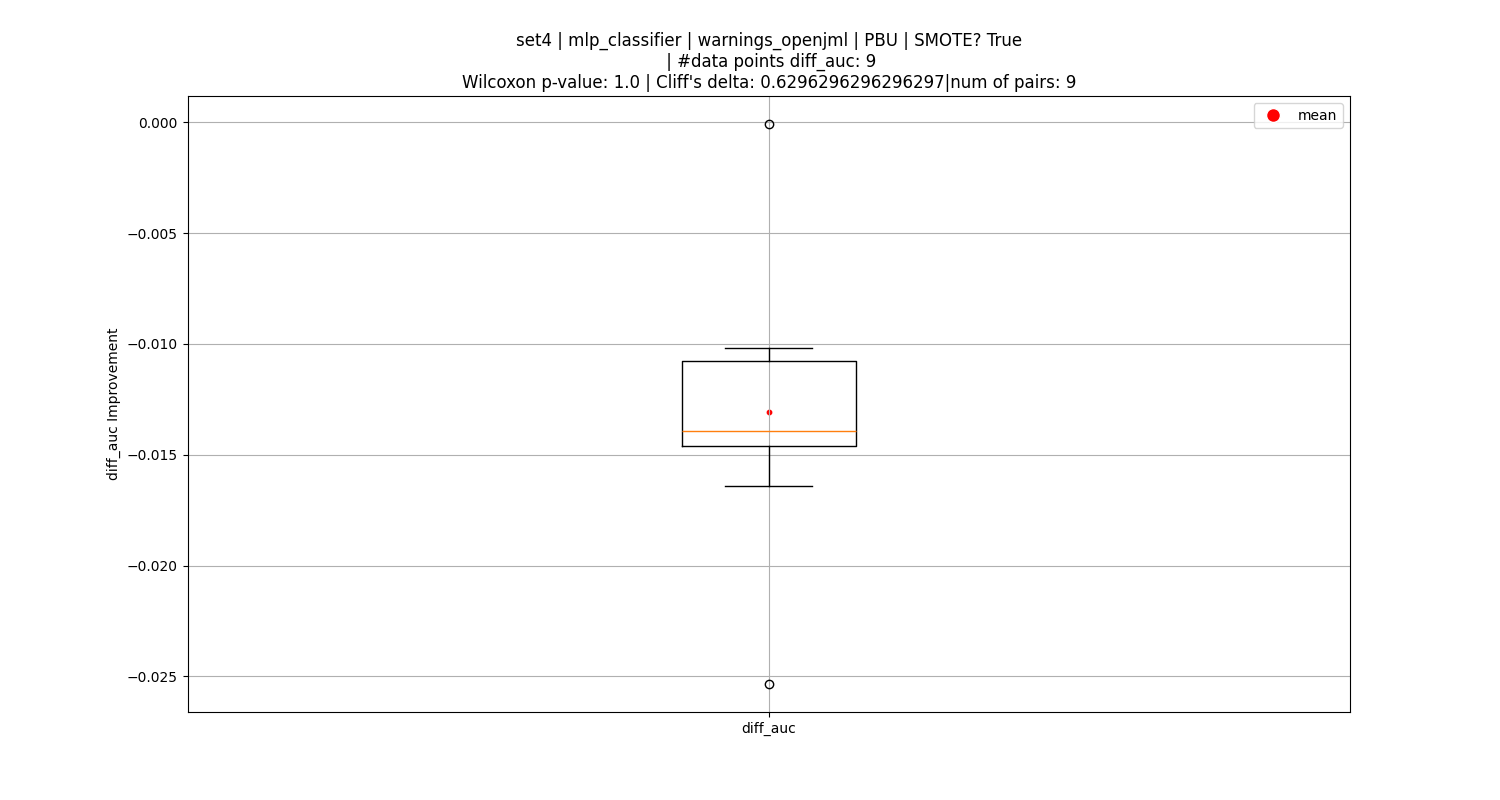 set4 | mlp_classifier | warnings_openjml | PBU | SMOTE? True
| #data points diff_auc: 9
Wilcoxon p-value: 1.0 | Cliff's delta: 0.6296296296296297|num of pairs: 9
mean
0.000
−0.005
−0.010
−0.015
−0.020
−0.025
diff_auc Improvement
diff_auc